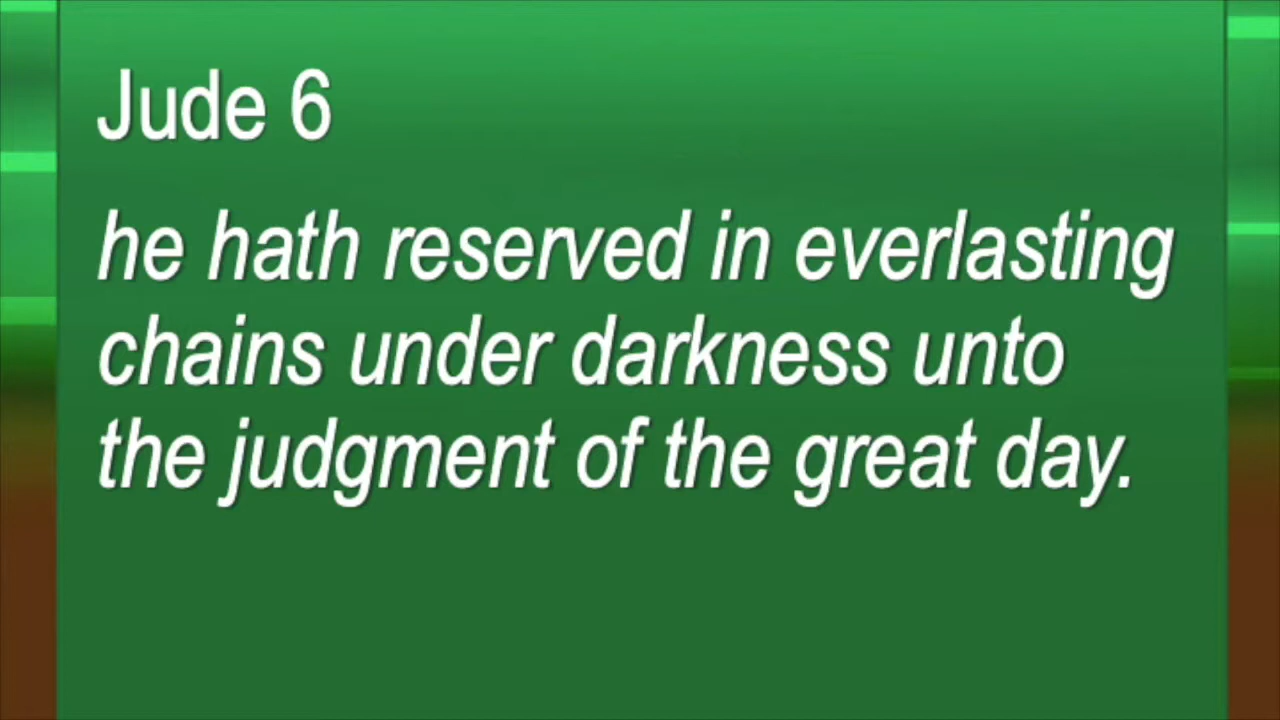 Jude 6
he hath reserved in everlasting
chains under darkness unto
the judgment of the great day.